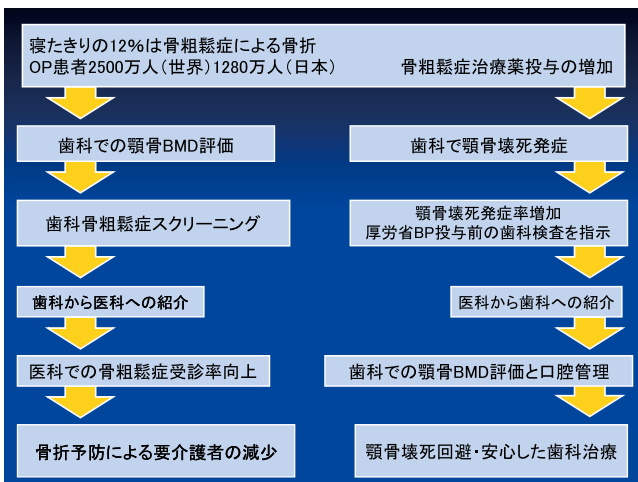 寝たきりの12％は骨粗鬆症による骨折
OP患者2500万人（世界）1280万人（日本）
骨粗鬆症治療薬投与の増加
歯科での顎骨BMD評価
歯科骨粗鬆症スクリーニング
歯科から医科への紹介
医科での骨粗鬆症受診率向上
骨折予防による要介護者の減少
歯科で顎骨壊死発症
顎骨壊死発症率増加
厚労省BP投与前の歯科検査を指示
医科から歯科への紹介
歯科での顎骨BMD評価と口腔管理
顎骨壊死回避・安心した歯科治療